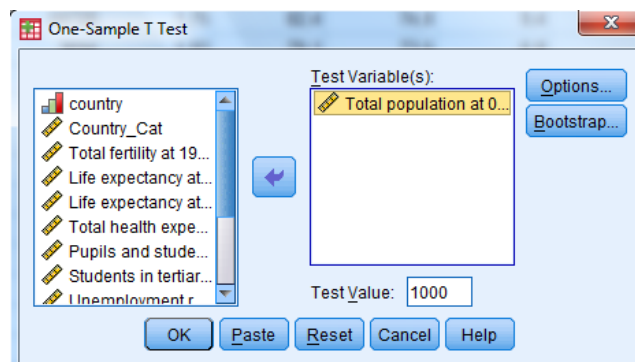 One-Sample T Test
country
Country_Cat
Total fertility at 19...
Life expectancy at...
Life expectancy at...
Total health expe...
Pupils and stude...
Students in tertiar...
Unemployment r
Test Variable(s):
Total population at 0...
Test Value: 1000
Options...
Bootstrap...
OK
Paste
Reset
Cancel
Help